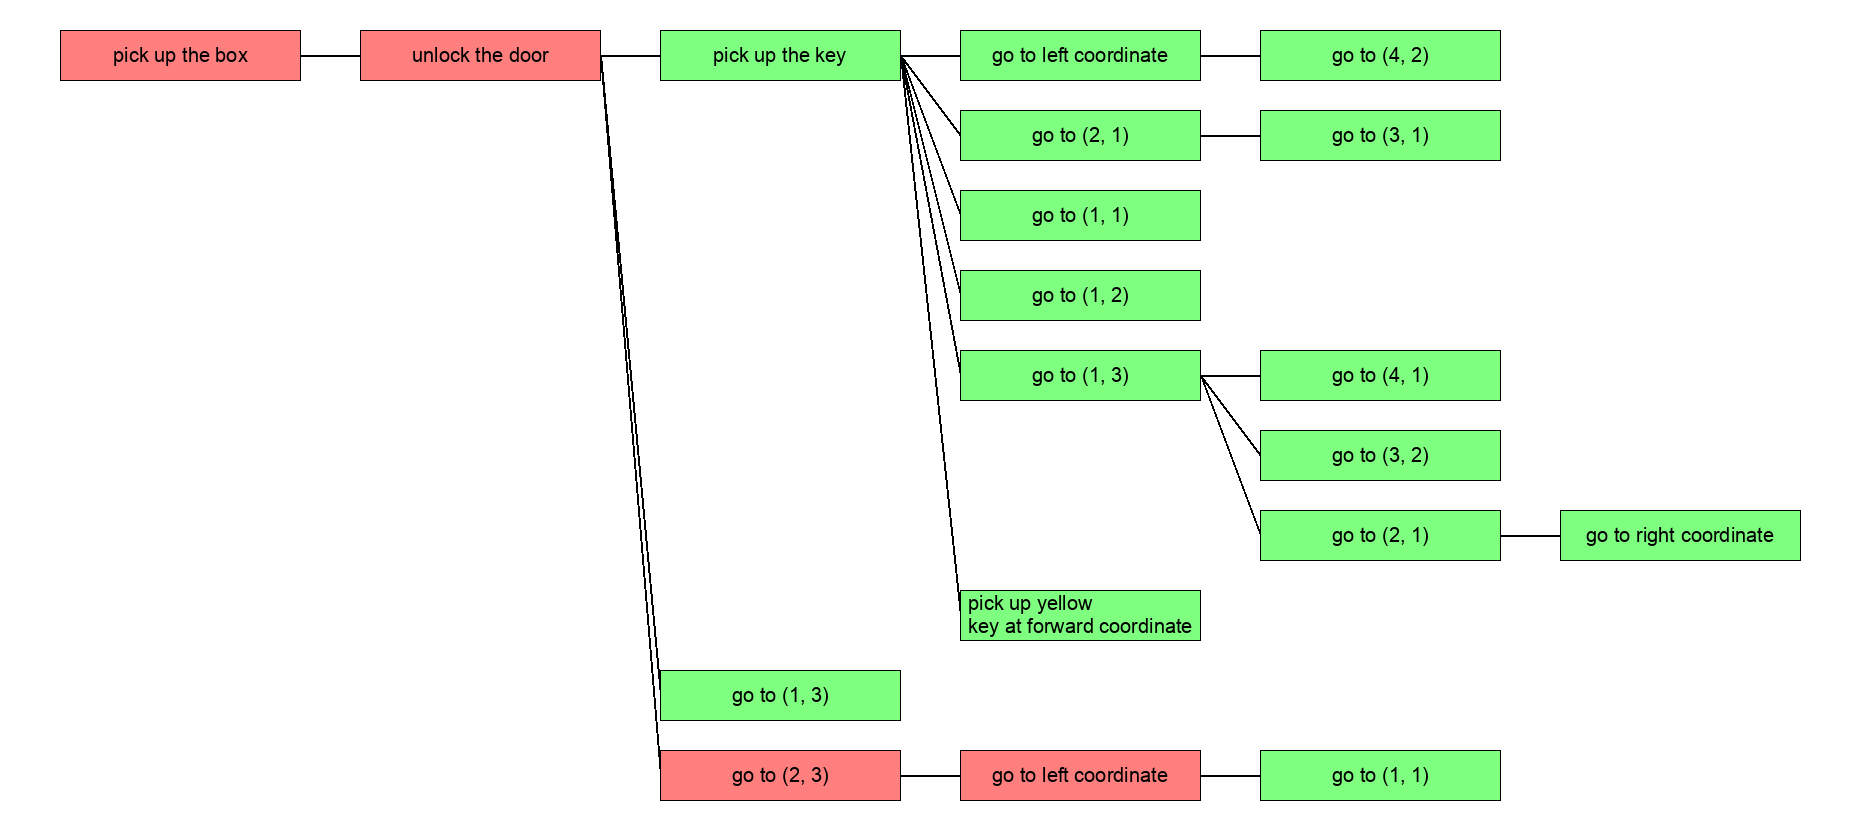 pick up the box
unlock the door
pick up the key
go to left coordinate
go to (4, 2)
go to (2, 1)
go to (3, 1)
go to (1, 1)
go to (1, 2)
go to (1, 3)
go to (4, 1)
go to (3, 2)
go to (2, 1)
go to right coordinate
pick up yellow
key at forward coordinate
go to (1, 3)
go to (2, 3)
go to left coordinate
go to (1, 1)